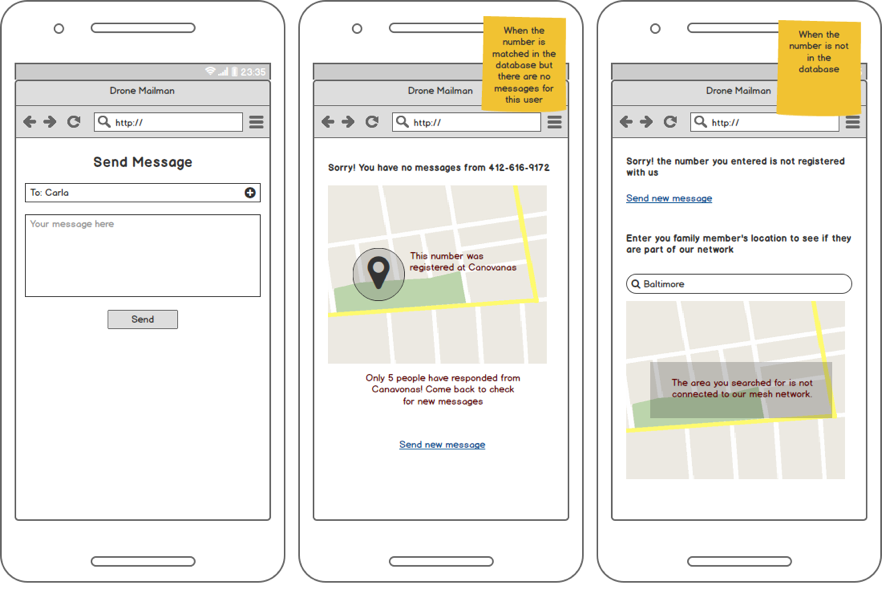 23:35
Drone Mailman
http://
Send Message
To: Carla
Your message here
Send
When the
number is
matched in the
database but
there are no
messages for
this user
Drone Mailman
http://
Sorry! You have no messages from 412-616-9172
This number was
registered at Canovanas
Only 5 people have responded from
Canavanas! Come back to check
for new messages
Send new message
When the
number is not
in the
database
Drone Mailman
http://
Sorry! the number you entered is not registered
with us
Send new message
Enter you family member's location to see if they
are part of our network
Baltimore
The area you searched for is not
connected to our mesh network.